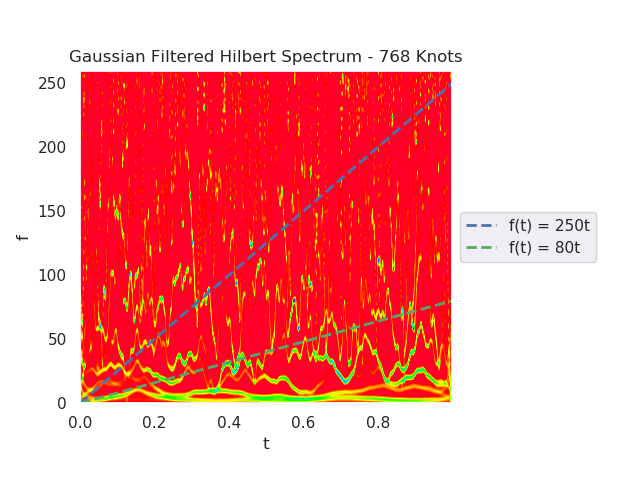 Gaussian Filtered Hilbert Spectrum - 768 Knots
250
200
150
100
50
0
f
0.0 0.2 0.4 0.6 0.8
t
f(t) = 250t
f(t) = 80t